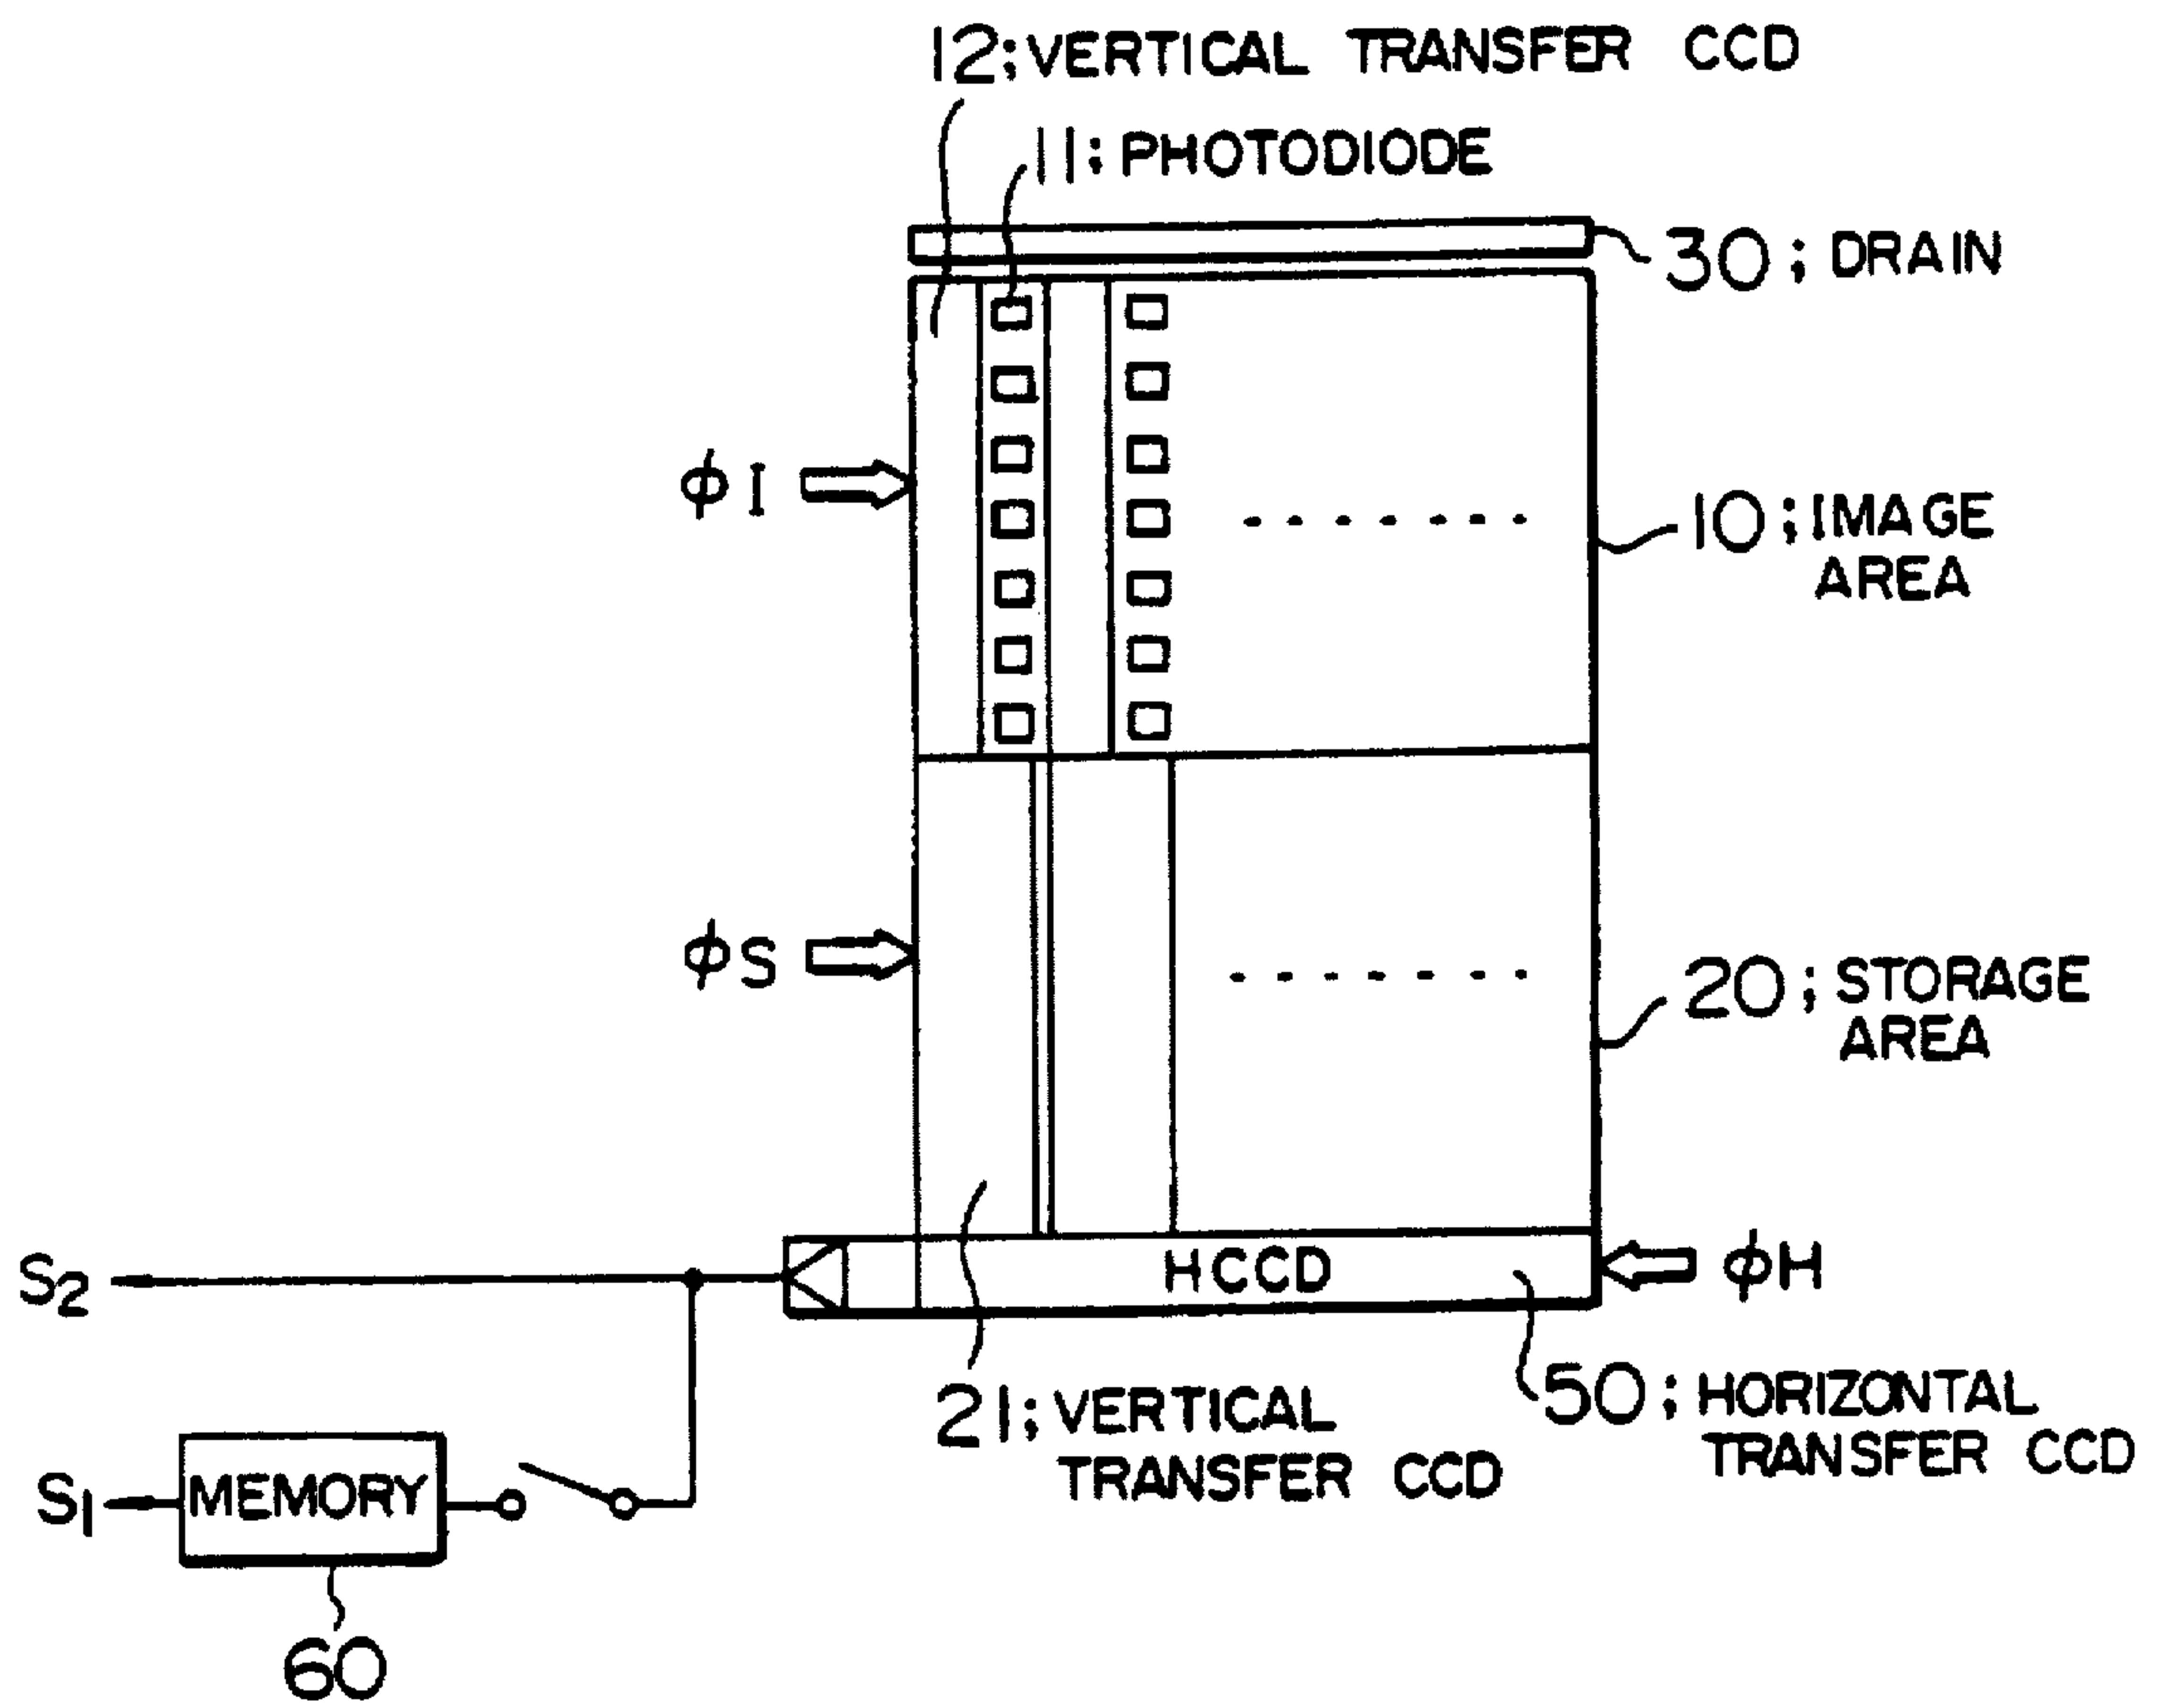 12; VERTICAL TRANSFER CCD
11; PHOTODIODE
30; DRAIN
φI
10; IMAGE
AREA
φS
20; STORAGE
AREA
S2
HCCD
φH
21; VERTICAL
TRANSFER CCD
50; HORIZONTAL
TRANSFER CCD
S1
MEMORY
60